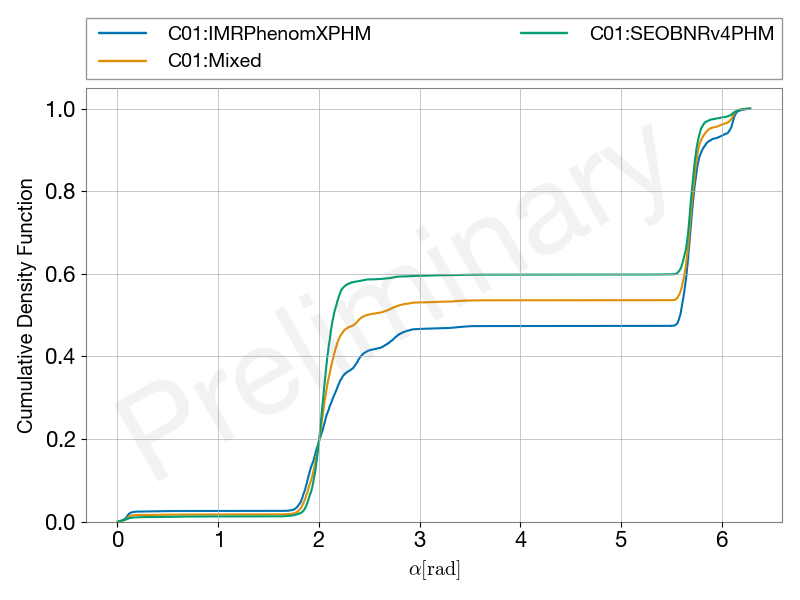 C01:IMRPhenomXPHM
C01:Mixed
C01:SEOBNRv4PHM
Preliminary
Cumulative Density Function
1.0
0.8
0.6
0.4
0.2
0.0
0 1 2 3 4 5 6
α[rad]